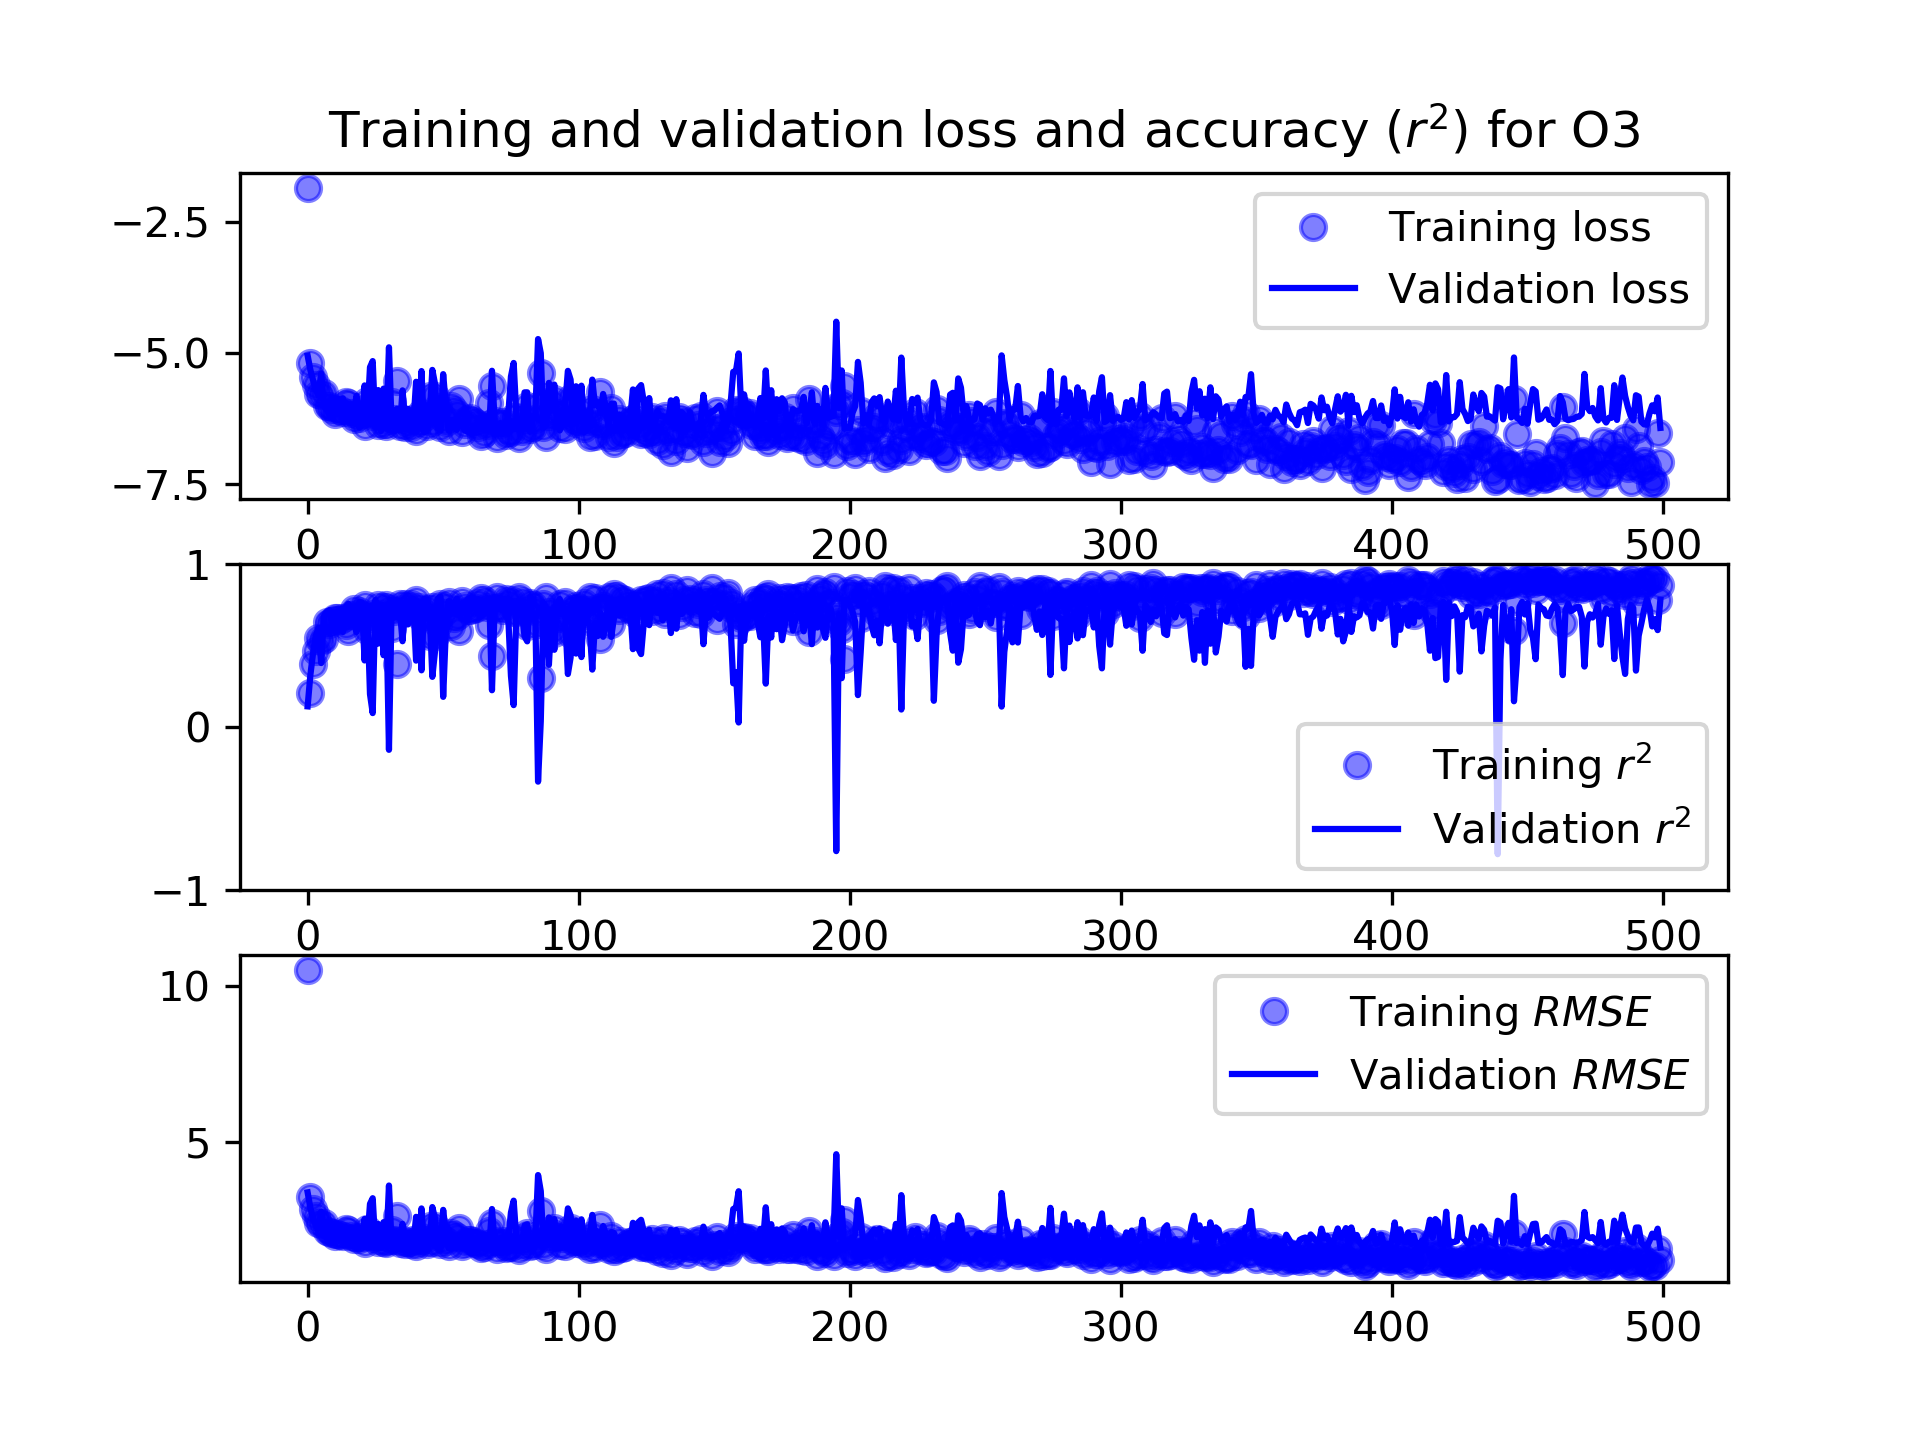 Training and validation loss and accuracy (r²) for O3
−2.5
−5.0
−7.5
Training loss
Validation loss
0 100 200 300 400 500
1
0
−1
Training r²
Validation r²
0 100 200 300 400 500
10
5
Training RMSE
Validation RMSE
0 100 200 300 400 500